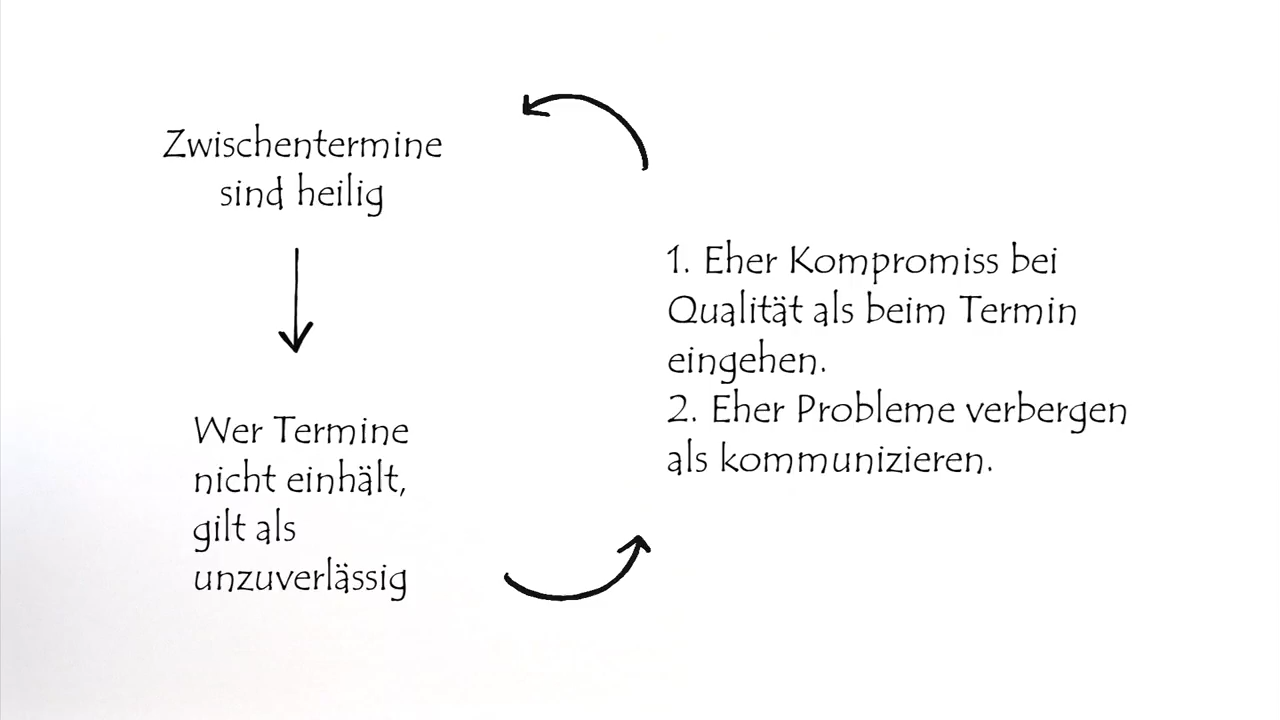 Zwischentermine
sind heilig
Wer Termine
nicht einhält,
gilt als
unzuverlässig
1. Eher Kompromiss bei
Qualität als beim Termin
eingehen.
2. Eher Probleme verbergen
als kommunizieren.